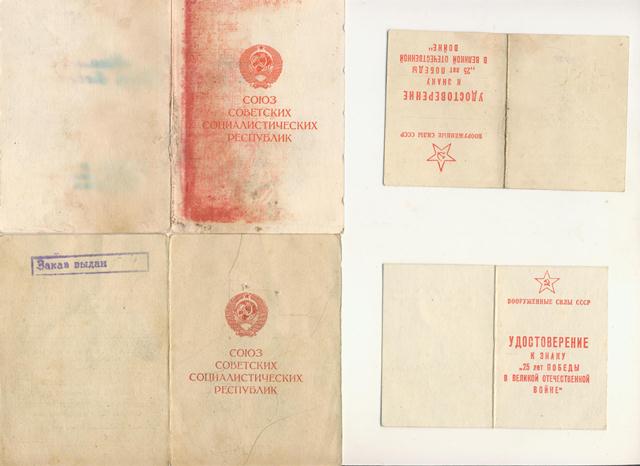 СОЮЗ
СОВЕТСКИХ
СОЦИАЛИСТИЧЕСКИХ
РЕСПУБЛИК
ВООРУЖЕННЫЕ СИЛЫ СССР
УДОСТОВЕРЕНИЕ
К ЗНАКУ
„25 лет ПОБЕДЫ
В ВЕЛИКОЙ ОТЕЧЕСТВЕННОЙ
ВОЙНЕ"
Заказ выдан
СОЮЗ
СОВЕТСКИХ
СОЦИАЛИСТИЧЕСКИХ
РЕСПУБЛИК
ВООРУЖЕННЫЕ СИЛЫ СССР
УДОСТОВЕРЕНИЕ
К ЗНАКУ
„25 лет ПОБЕДЫ
В ВЕЛИКОЙ ОТЕЧЕСТВЕННОЙ
ВОЙНЕ"